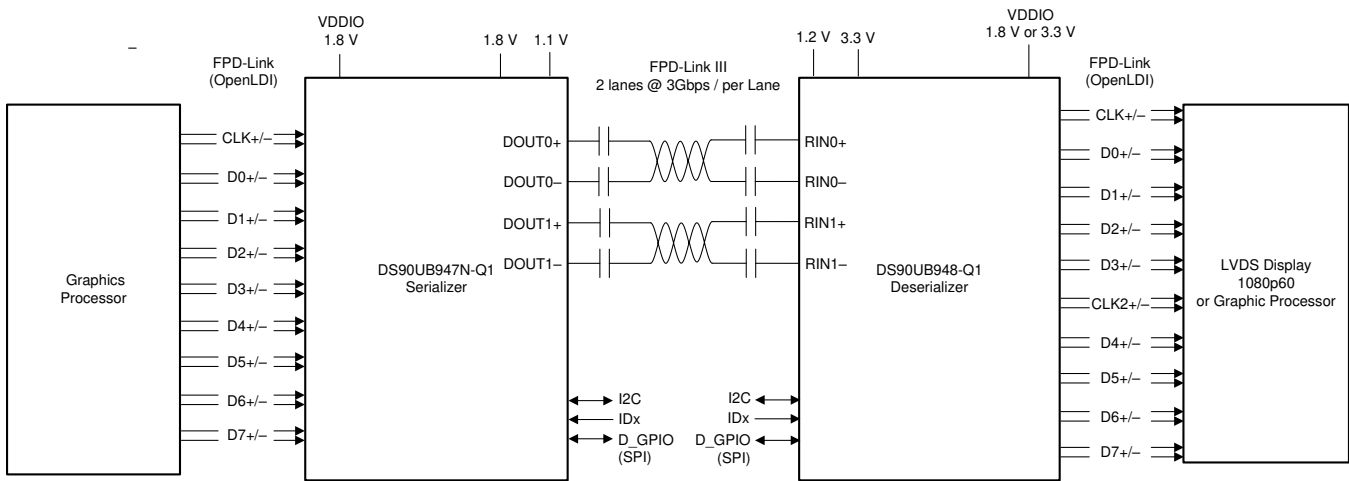 –
VDDIO
1.8 V
1.8 V
1.1 V
FPD-Link
(OpenLDI)
FPD-Link III
2 lanes @ 3Gbps / per Lane
1.2 V
3.3 V
VDDIO
1.8 V or 3.3 V
FPD-Link
(OpenLDI)
Graphics
Processor
CLK+/–
D0+/–
D1+/–
D2+/–
D3+/–
D4+/–
D5+/–
D6+/–
D7+/–
DS90UB947N-Q1
Serializer
DOUT0+
DOUT0–
DOUT1+
DOUT1–
I2C
IDx
D_GPIO
(SPI)
RIN0+
RIN0–
RIN1+
RIN1–
I2C
IDx
D_GPIO
(SPI)
DS90UB948-Q1
Deserializer
CLK+/–
D0+/–
D1+/–
D2+/–
D3+/–
CLK2+/–
D4+/–
D5+/–
D6+/–
D7+/–
LVDS Display
1080p60
or Graphic Processor